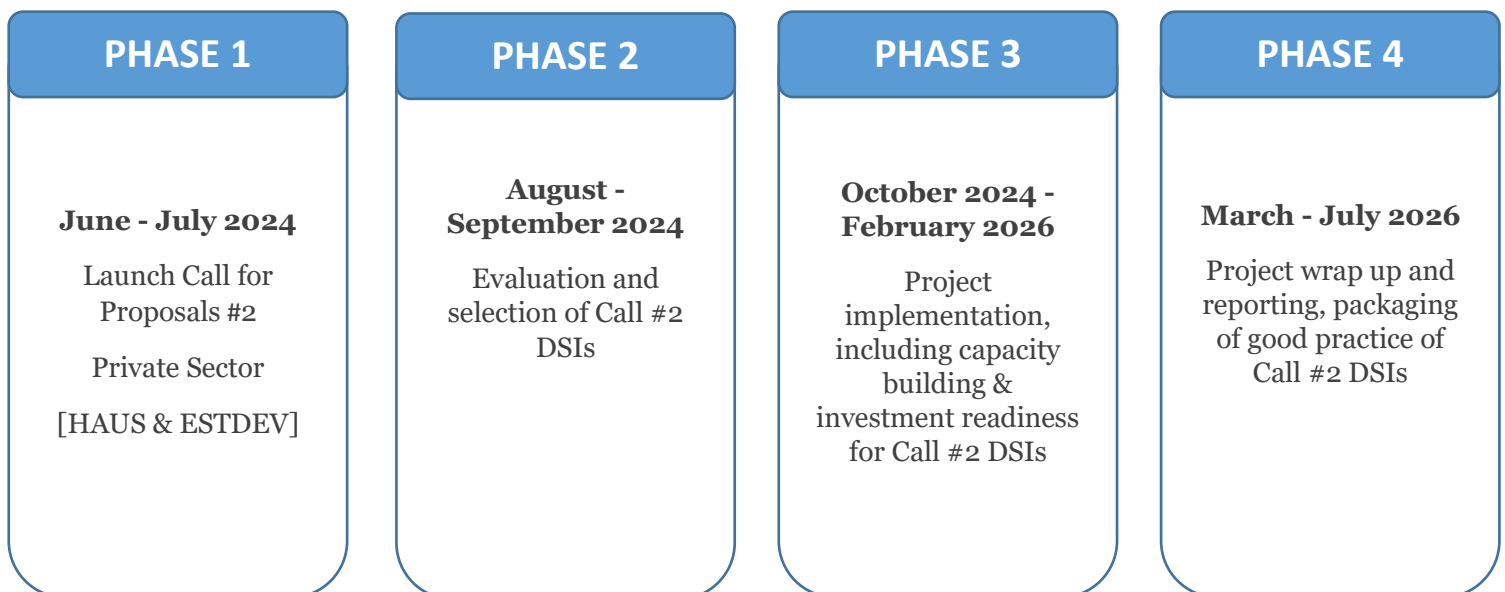 PHASE 1
June - July 2024
Launch Call for
Proposals #2
Private Sector
[HAUS & ESTDEV]
PHASE 2
August -
September 2024
Evaluation and
selection of Call #2
DSIs
PHASE 3
October 2024 -
February 2026
Project
implementation,
including capacity
building &
investment readiness
for Call #2 DSIs
PHASE 4
March - July 2026
Project wrap up and
reporting, packaging
of good practice of
Call #2 DSIs